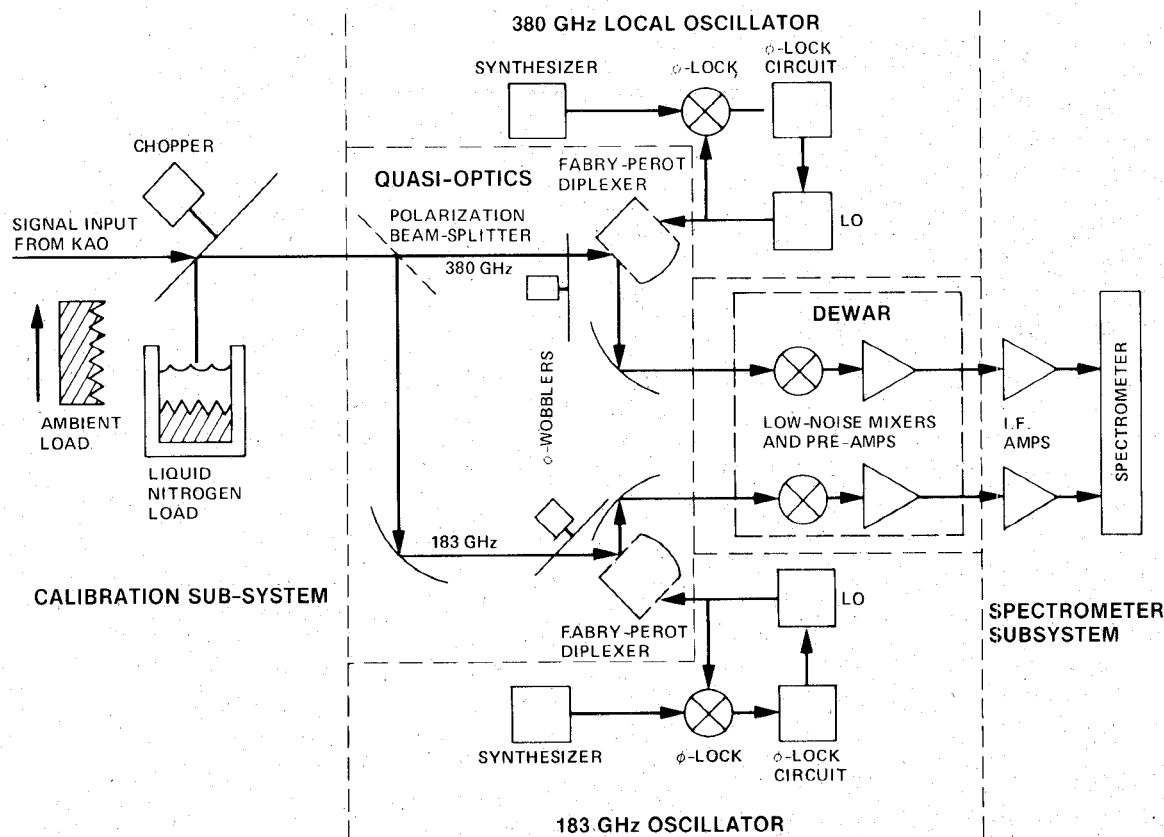 380 GHz LOCAL OSCILLATOR
SYNTHESIZER
ϕ-LOCK
ϕ-LOCK
CIRCUIT
CHOPPER
FABRY-PEROT
DIPLEXER
QUASI-OPTICS
LO
SIGNAL INPUT
FROM KAO
POLARIZATION
BEAM-SPLITTER
380 GHz
DEWAR
AMBIENT
LOAD
LIQUID
NITROGEN
LOAD
ϕ-WOBBLERS
LOW-NOISE MIXERS
AND PRE-AMPS
I.F.
AMPS
SPECTROMETER
183 GHz
CALIBRATION SUB-SYSTEM
FABRY-PEROT
DIPLEXER
LO
SPECTROMETER
SUBSYSTEM
SYNTHESIZER
ϕ-LOCK
ϕ-LOCK
CIRCUIT
183 GHz OSCILLATOR